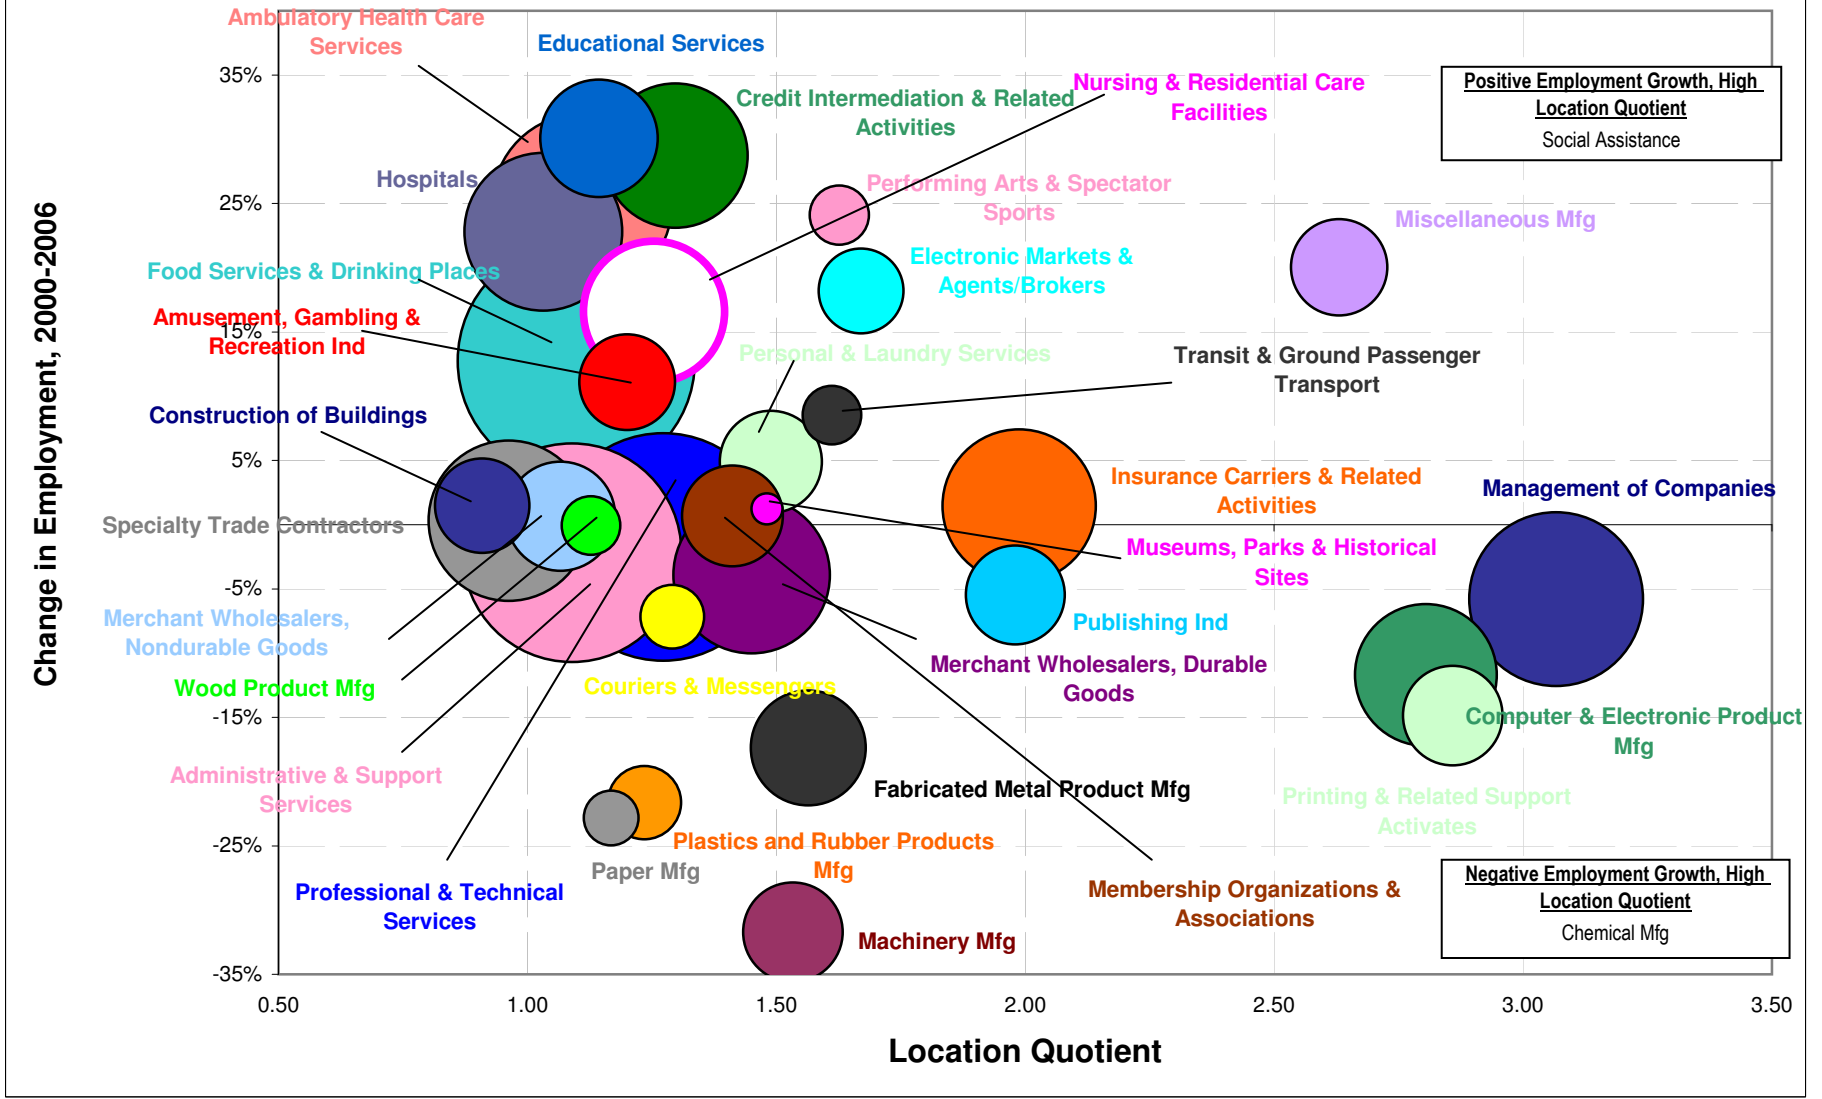 Ambulatory Health Care
Services
Educational Services
Nursing & Residential Care
Facilities
Credit Intermediation & Related
Activities
Positive Employment Growth, High
Location Quotient
Social Assistance
35%
Hospitals
Performing Arts & Spectator
Sports
25%
Miscellaneous Mfg
Electronic Markets &
Agents/Brokers
Food Services & Drinking Places
Amusement, Gambling &
Recreation Ind
15%
Personal & Laundry Services
Transit & Ground Passenger
Transport
Construction of Buildings
5%
Insurance Carriers & Related
Activities
Management of Companies
Specialty Trade Contractors
Museums, Parks & Historical
Sites
-5%
Merchant Wholesalers,
Nondurable Goods
Publishing Ind
Merchant Wholesalers, Durable
Goods
Wood Product Mfg
Couriers & Messengers
-15%
Computer & Electronic Product
Mfg
Administrative & Support
Services
Fabricated Metal Product Mfg
Printing & Related Support
Activates
-25%
Plastics and Rubber Products
Mfg
Paper Mfg
Professional & Technical
Services
Membership Organizations &
Associations
Negative Employment Growth, High
Location Quotient
Chemical Mfg
Machinery Mfg
-35%
0.50 1.00 1.50 2.00 2.50 3.00 3.50
Location Quotient
Change in Employment, 2000-2006